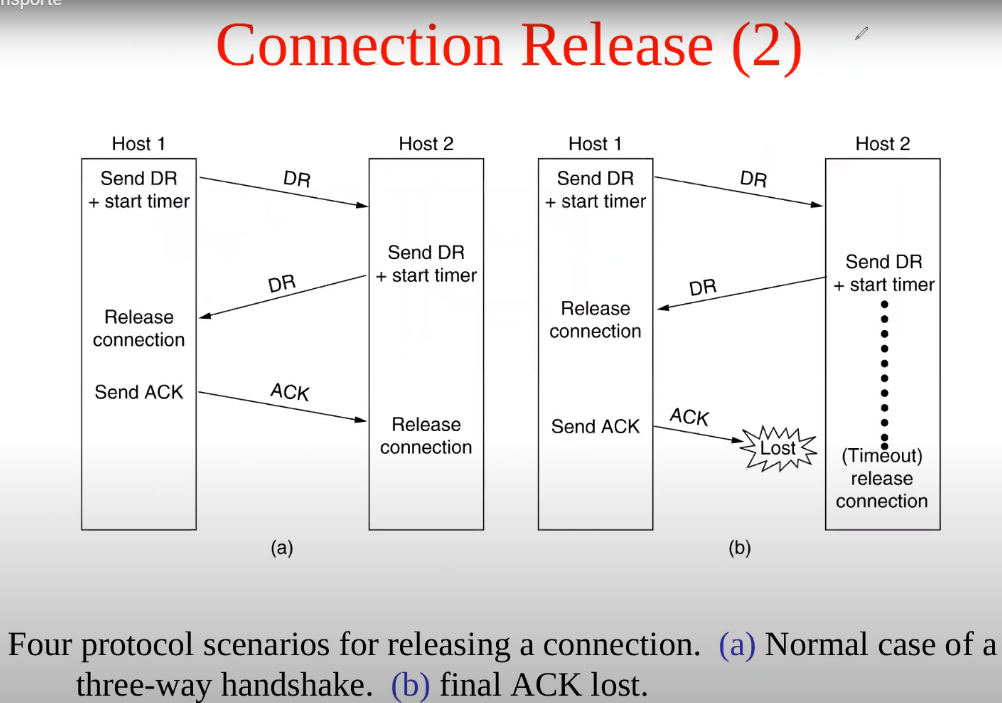 nsporte
Connection Release (2)
Host 1
Host 2
Send DR
+ start timer
DR
Send DR
+ start timer
DR
Release
connection
Send ACK
ACK
Release
connection
(a)
Host 1
Host 2
Send DR
+ start timer
DR
Send DR
+ start timer
DR
Release
connection
Send ACK
ACK
Lost
(Timeout)
release
connection
(b)
Four protocol scenarios for releasing a connection. (a) Normal case of a
three-way handshake. (b) final ACK lost.